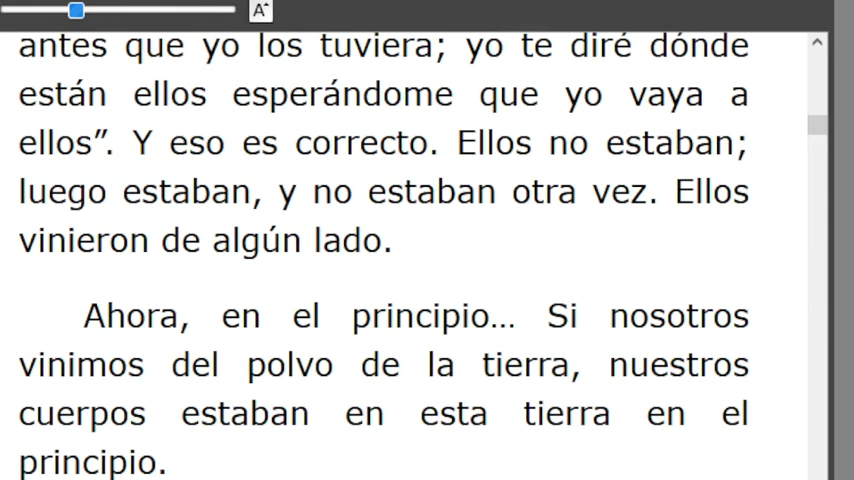 A^
antes que yo los tuviera; yo te diré dónde
están ellos esperándome que yo vaya a
ellos”. Y eso es correcto. Ellos no estaban;
luego estaban, y no estaban otra vez. Ellos
vinieron de algún lado.
Ahora, en el principio... Si nosotros
vinimos del polvo de la tierra, nuestros
cuerpos estaban en esta tierra en el
principio.